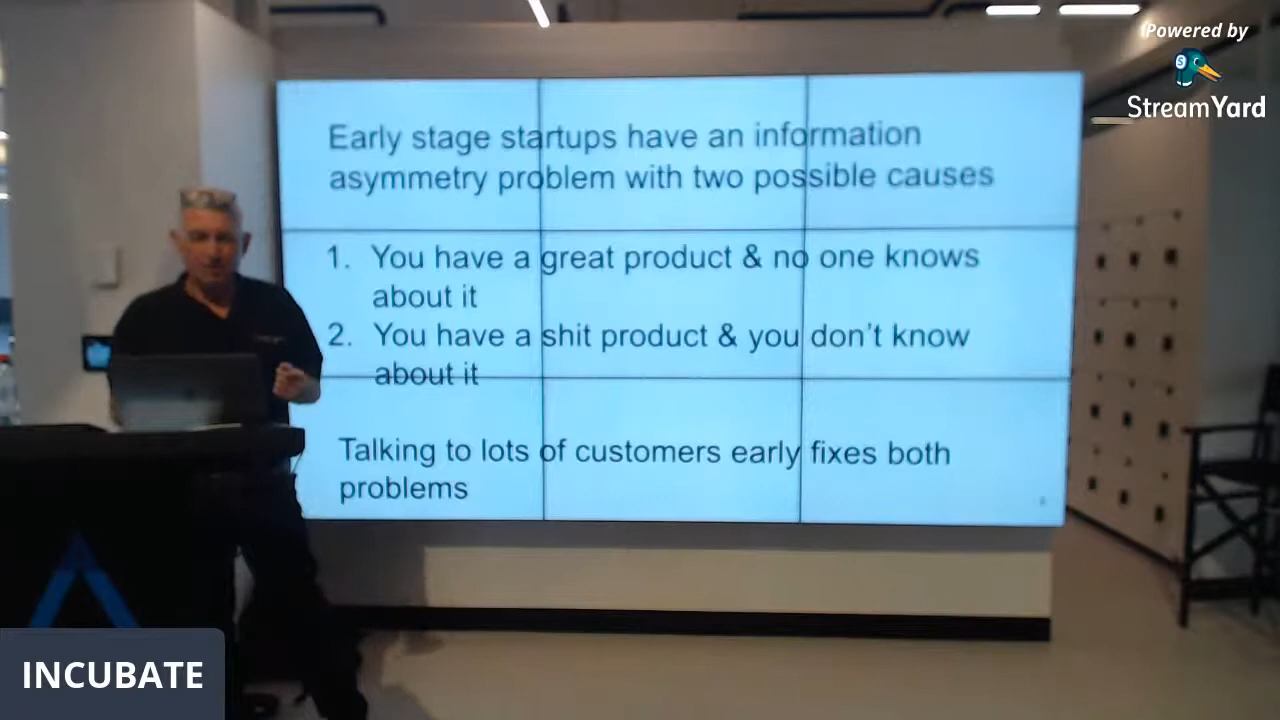 Powered by
StreamYard
Early stage startups have an information
asymmetry problem with two possible causes
1. You have a great product & no one knows
about it
2. You have a shit product & you don't know
about it
Talking to lots of customers early fixes both
problems
INCUBATE